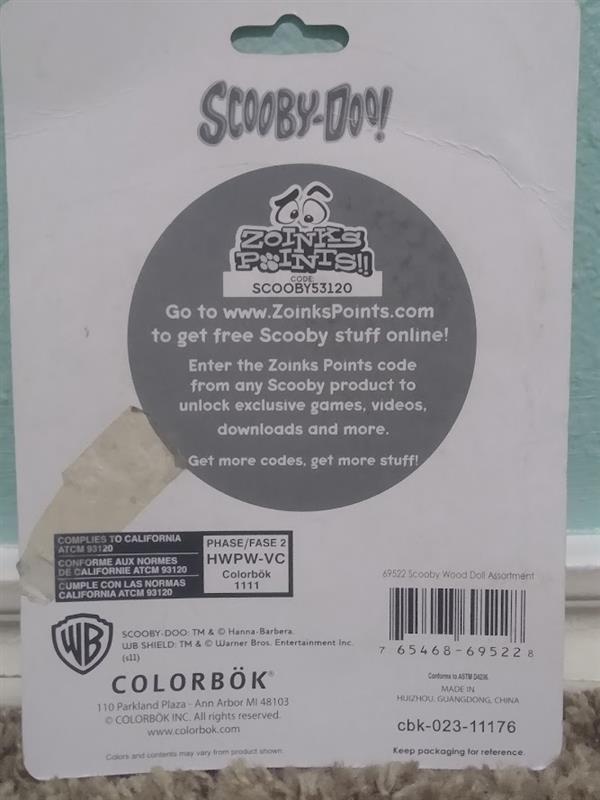 SCOOBY-DOO!
ZOINKS
POINTS!!
CODE:
SCOOBY53120
Go to www.ZoinksPoints.com
to get free Scooby stuff online!
Enter the Zoinks Points code
from any Scooby product to
unlock exclusive games, videos,
downloads and more.
Get more codes, get more stuff!
COMPLIES TO CALIFORNIA
ATCM 93120
CONFORME AUX NORMES
DE CALIFORNIE ATCM 93120
CUMPLE CON LAS NORMAS
CALIFORNIA ATCM 93120
PHASE/FASE 2
HWPW-VC
Colorbök
1111
69522 Scooby Wood Doll Assortment
7 65468-69522 8
WB
SCOOBY-DOO: TM & © Hanna-Barbera.
WB SHIELD: TM & © Warner Bros. Entertainment Inc.
(s11)
COLORBÖK®
110 Parkland Plaza - Ann Arbor MI 48103
© COLORBÖK INC. All rights reserved.
www.colorbok.com
Colors and contents may vary from product shown.
Conforms to ASTM D4236
MADE IN
HUIZHOU, GUANGDONG, CHINA
cbk-023-11176
Keep packaging for reference.